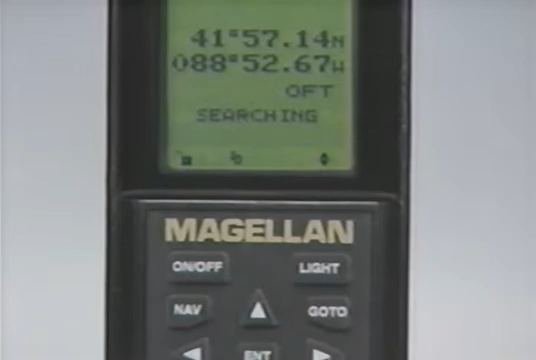 41°57.14N
088°52.67W
0FT
SEARCHING
MAGELLAN
ON/OFF LIGHT
NAV GOTO
ENT